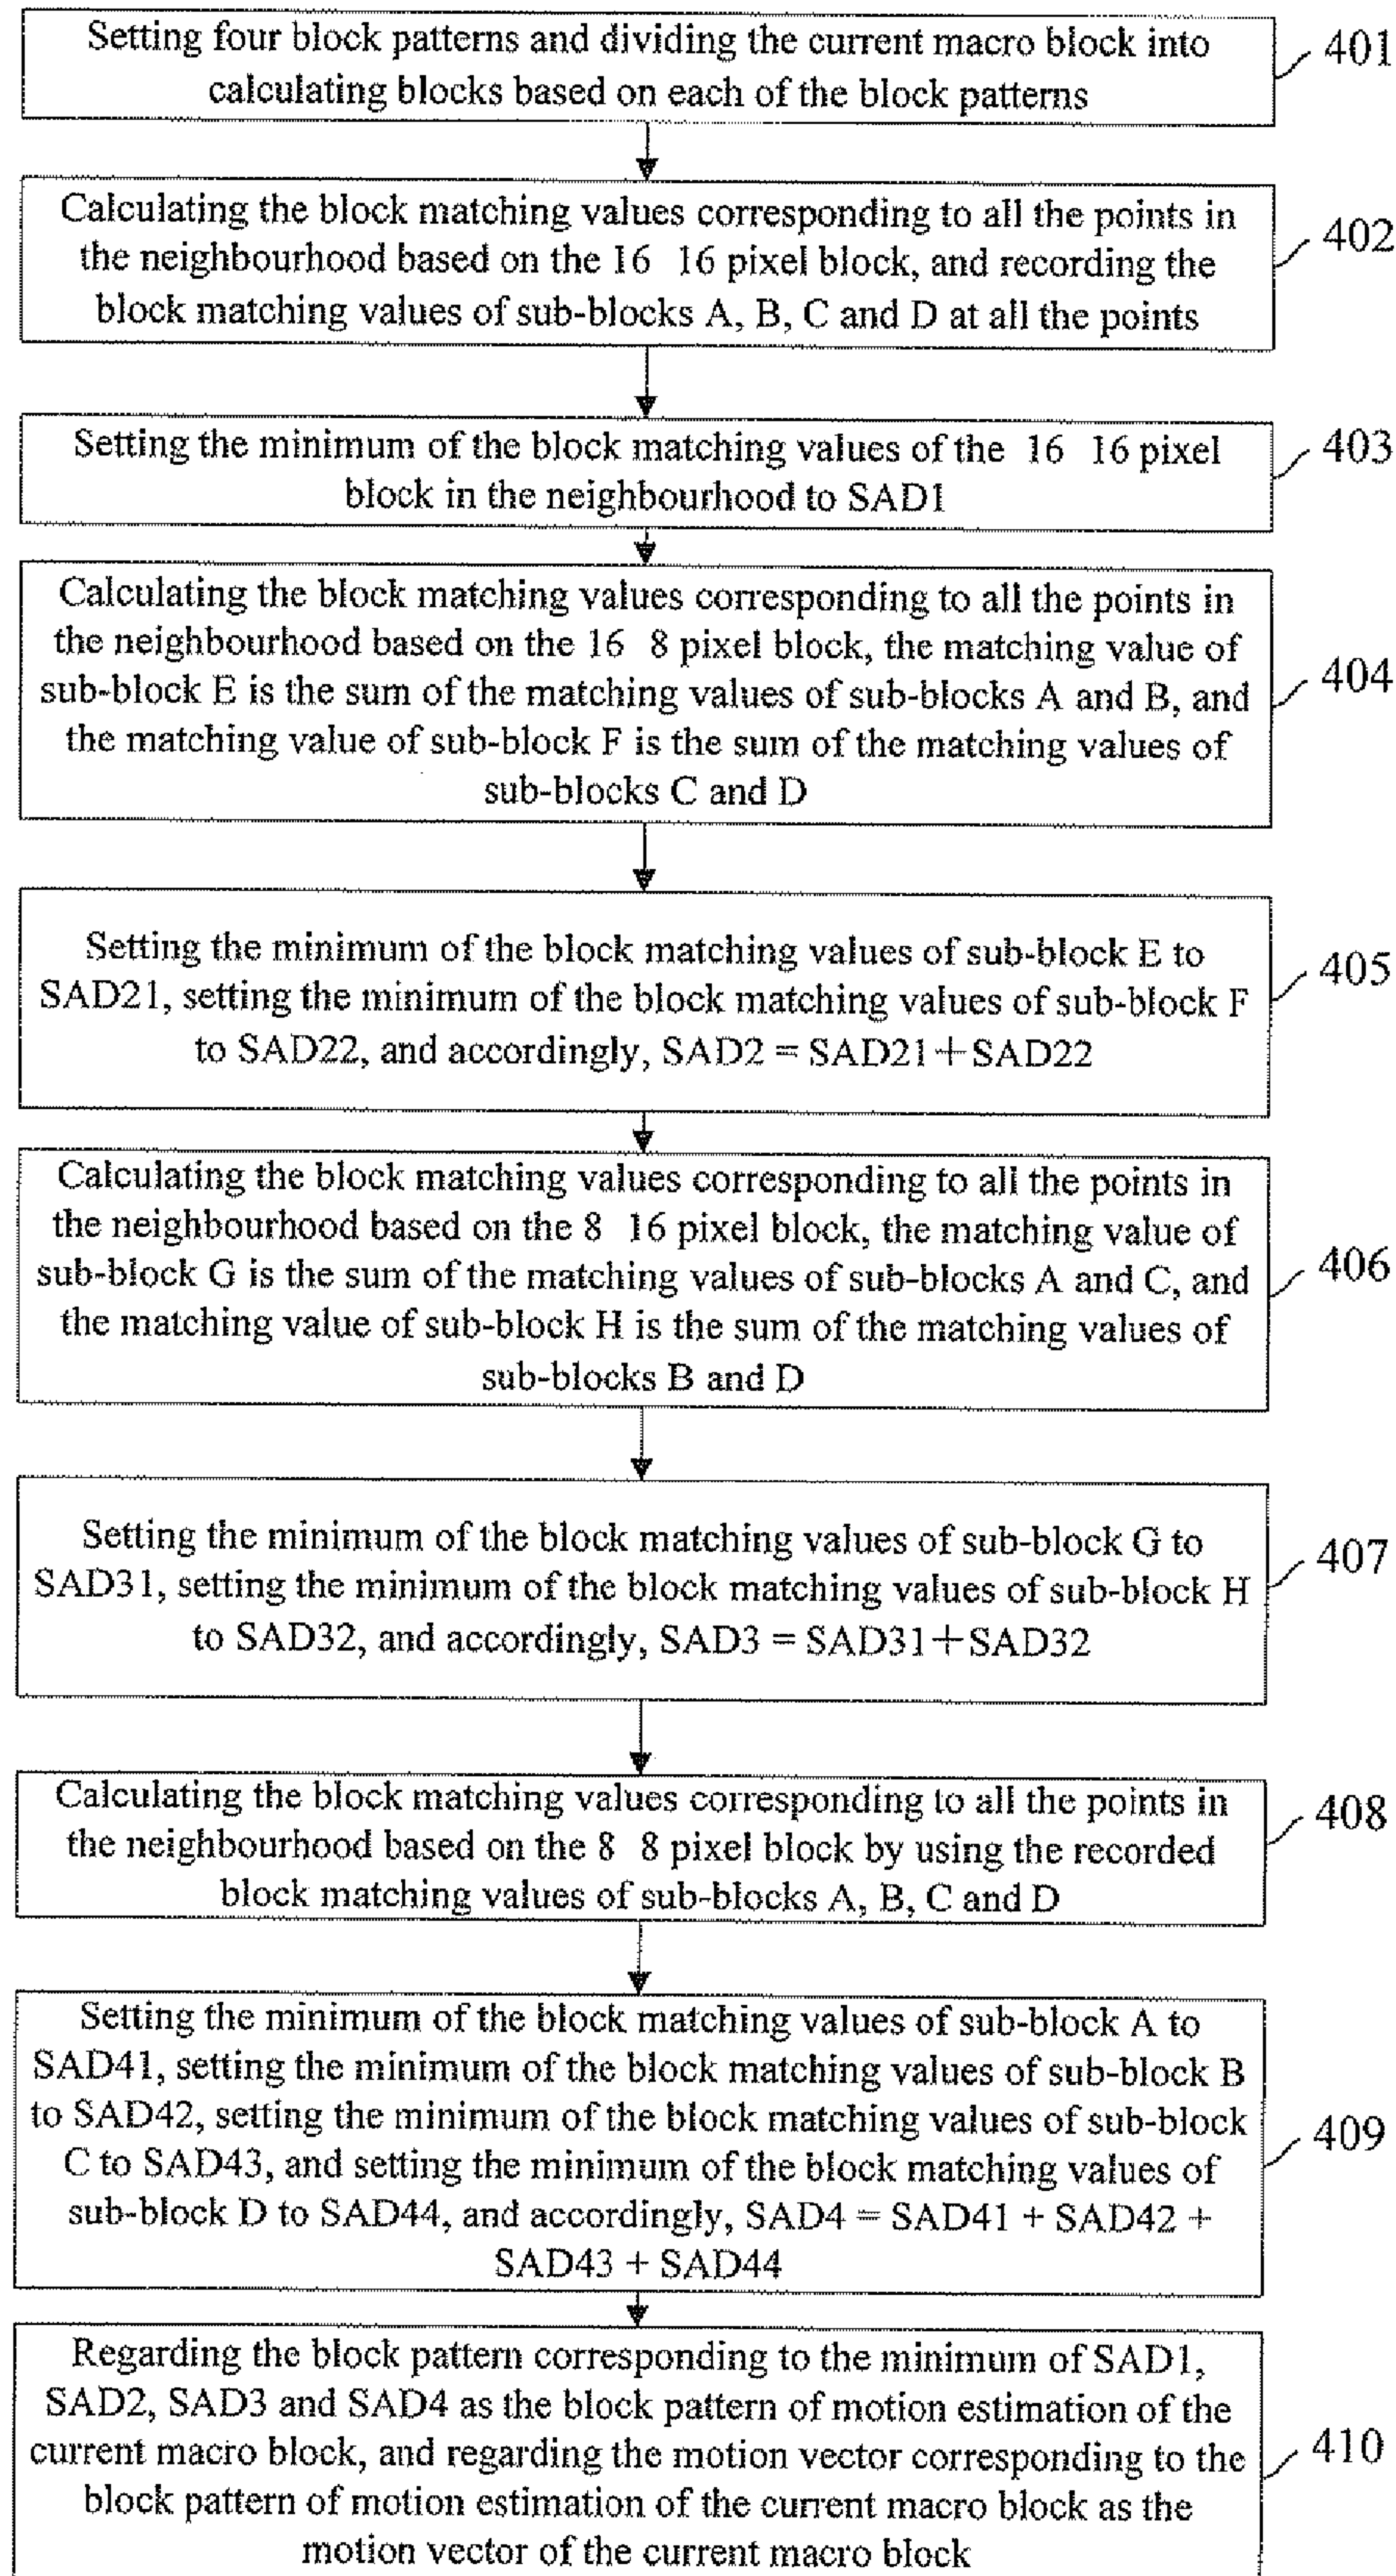 Setting four block patterns and dividing the current macro block into
calculating blocks based on each of the block patterns
401
Calculating the block matching values corresponding to all the points in
the neighbourhood based on the 16 16 pixel block, and recording the
block matching values of sub-blocks A, B, C and D at all the points
402
Setting the minimum of the block matching values of the 16 16 pixel
block in the neighbourhood to SAD1
403
Calculating the block matching values corresponding to all the points in
the neighbourhood based on the 16 8 pixel block, the matching value of
sub-block E is the sum of the matching values of sub-blocks A and B, and
the matching value of sub-block F is the sum of the matching values of
sub-blocks C and D
404
Setting the minimum of the block matching values of sub-block E to
SAD21, setting the minimum of the block matching values of sub-block F
to SAD22, and accordingly, SAD2 = SAD21+SAD22
405
Calculating the block matching values corresponding to all the points in
the neighbourhood based on the 8 16 pixel block, the matching value of
sub-block G is the sum of the matching values of sub-blocks A and C, and
the matching value of sub-block H is the sum of the matching values of
sub-blocks B and D
406
Setting the minimum of the block matching values of sub-block G to
SAD31, setting the minimum of the block matching values of sub-block H
to SAD32, and accordingly, SAD3 = SAD31+SAD32
407
Calculating the block matching values corresponding to all the points in
the neighbourhood based on the 8 8 pixel block by using the recorded
block matching values of sub-blocks A, B, C and D
408
Setting the minimum of the block matching values of sub-block A to
SAD41, setting the minimum of the block matching values of sub-block B
to SAD42, setting the minimum of the block matching values of sub-block
C to SAD43, and setting the minimum of the block matching values of
sub-block D to SAD44, and accordingly, SAD4 = SAD41 + SAD42 +
SAD43 + SAD44
409
Regarding the block pattern corresponding to the minimum of SAD1,
SAD2, SAD3 and SAD4 as the block pattern of motion estimation of the
current macro block, and regarding the motion vector corresponding to the
block pattern of motion estimation of the current macro block as the
motion vector of the current macro block
410